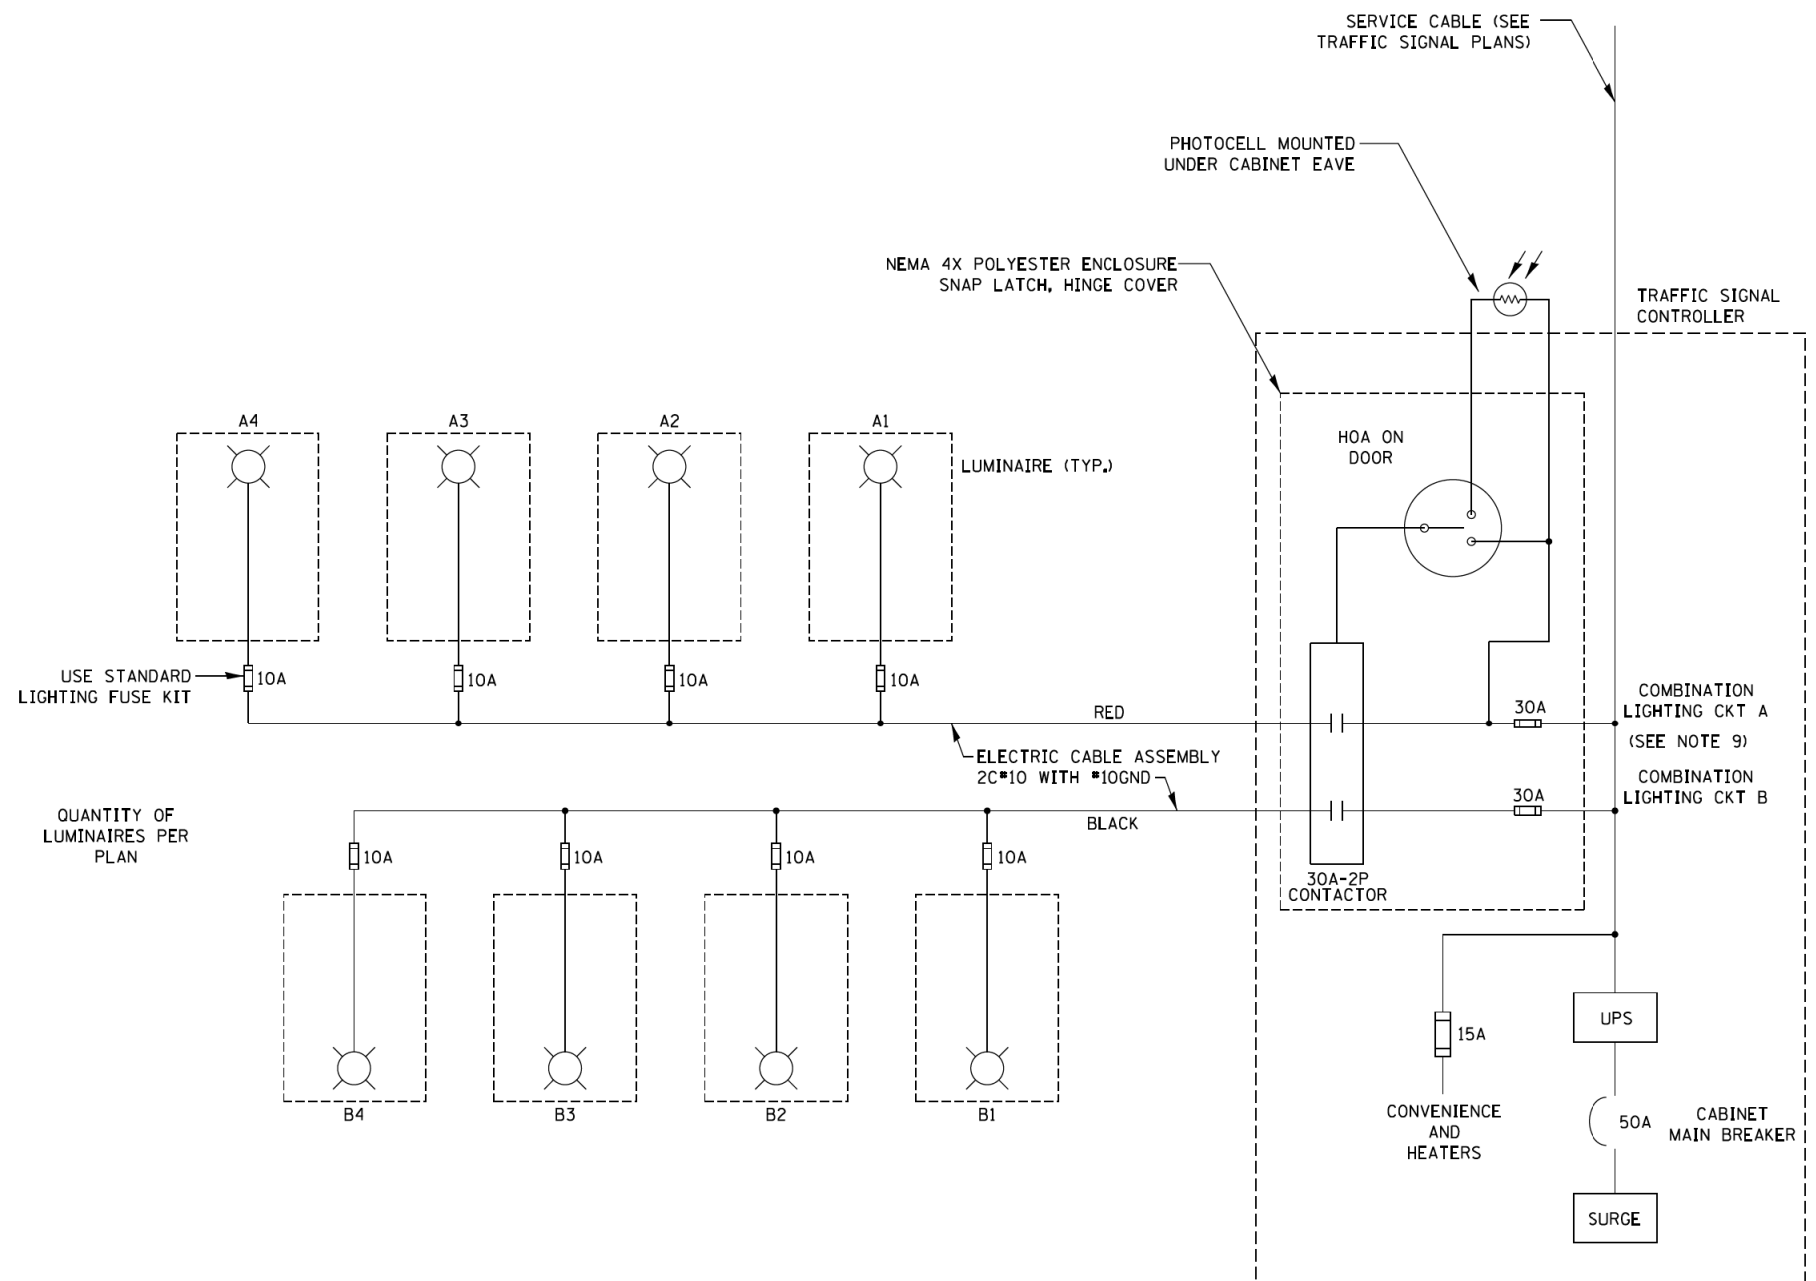 SERVICE CABLE (SEE
TRAFFIC SIGNAL PLANS)
PHOTOCELL MOUNTED
UNDER CABINET EAVE
NEMA 4X POLYESTER ENCLOSURE
SNAP LATCH, HINGE COVER
TRAFFIC SIGNAL
CONTROLLER
HOA ON
DOOR
A4
A3
A2
A1
LUMINAIRE (TYP.)
USE STANDARD
LIGHTING FUSE KIT
10A
10A
10A
10A
RED
30A
COMBINATION
LIGHTING CKT A
(SEE NOTE 9)
ELECTRIC CABLE ASSEMBLY
2C#10 WITH #10GND
COMBINATION
LIGHTING CKT B
30A
BLACK
QUANTITY OF
LUMINAIRES PER
PLAN
10A
10A
10A
10A
30A-2P
CONTACTOR
B4
B3
B2
B1
UPS
15A
CONVENIENCE
AND
HEATERS
50A
CABINET
MAIN BREAKER
SURGE